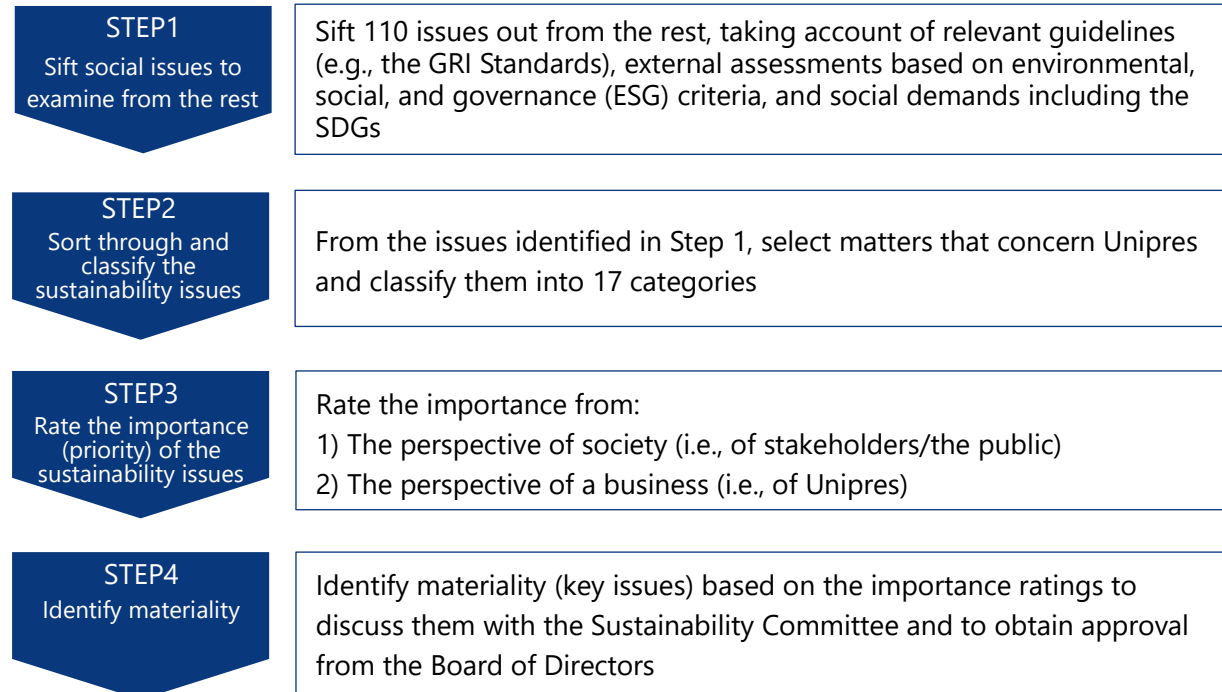 STEP1
Sift social issues to
examine from the rest
Sift 110 issues out from the rest, taking account of relevant guidelines
(e.g., the GRI Standards), external assessments based on environmental,
social, and governance (ESG) criteria, and social demands including the
SDGs
STEP2
Sort through and
classify the
sustainability issues
From the issues identified in Step 1, select matters that concern Unipres
and classify them into 17 categories
STEP3
Rate the importance
(priority) of the
sustainability issues
Rate the importance from:
1) The perspective of society (i.e., of stakeholders/the public)
2) The perspective of a business (i.e., of Unipres)
STEP4
Identify materiality
Identify materiality (key issues) based on the importance ratings to
discuss them with the Sustainability Committee and to obtain approval
from the Board of Directors